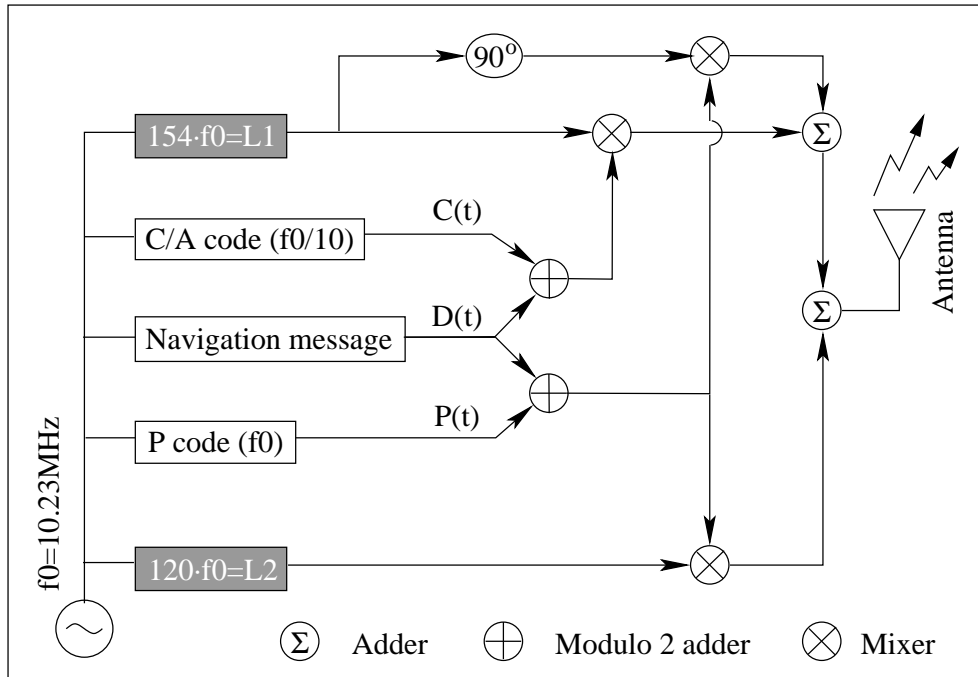 90°
154·f0=L1
Σ
C(t)
C/A code (f0/10)
D(t)
Navigation message
Σ
Antenna
P(t)
P code (f0)
f0=10.23MHz
120·f0=L2
Σ Adder
Modulo 2 adder
Mixer